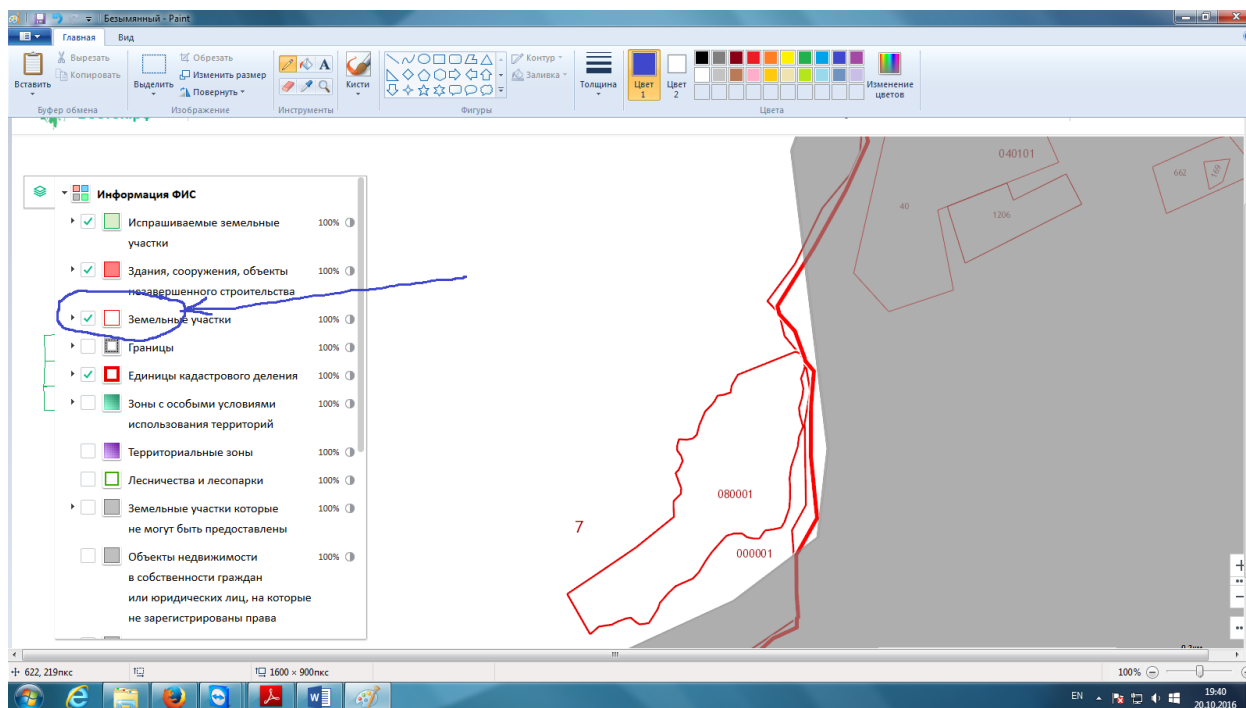 Безымянный - Paint
Главная Вид
Вставить
Вырезать
Копировать
Буфер обмена
Выделить
Обрезать
Изменить размер
Повернуть
Изображение
A
Инструменты
Кисти
Контур
Заливка
Фигуры
Толщина
Цвет 1
Цвет 2
Изменение цветов
Цвета
Информация ФИС
Испрашиваемые земельные 100%
участки
Здания, сооружения, объекты 100%
незавершенного строительства
Земельные участки 100%
Границы 100%
Единицы кадастрового деления 100%
Зоны с особыми условиями 100%
использования территорий
Территориальные зоны 100%
Лесничества и лесопарки 100%
Земельные участки которые 100%
не могут быть предоставлены
Объекты недвижимости 100%
в собственности граждан
или юридических лиц, на которые
не зарегистрированы права
040101
662
169
40
1206
080001
7
000001
622, 219пкс
1600 × 900пкс
100%
EN
19:40
20.10.2016